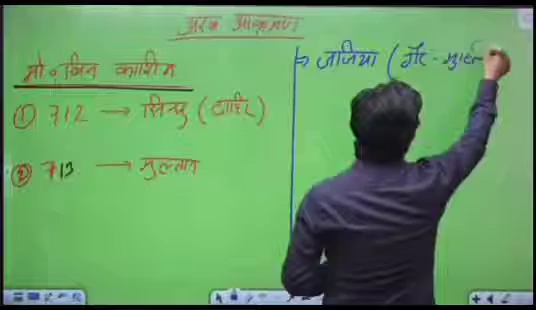 अरब आक्रमण
मो० बिन कासिम
① 712 → सिन्ध (दाहिर)
② 713 → मुल्तान
→ जजिया (गैर-मुस्लि